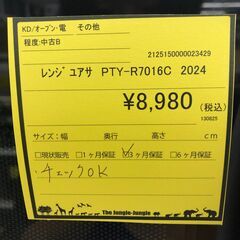 KD/オーブン・電 その他
程度:中古B
2125150000023429
レンジ ユアサ PTY-R7016C 2024
¥8,980 (税込)
130625
サイズ:幅 奥行 高さ cm
□現状販売 □1ヶ月保証 ☑3ヶ月保証 □6ヶ月保証
・チェックOK
The Jungle-Jungle